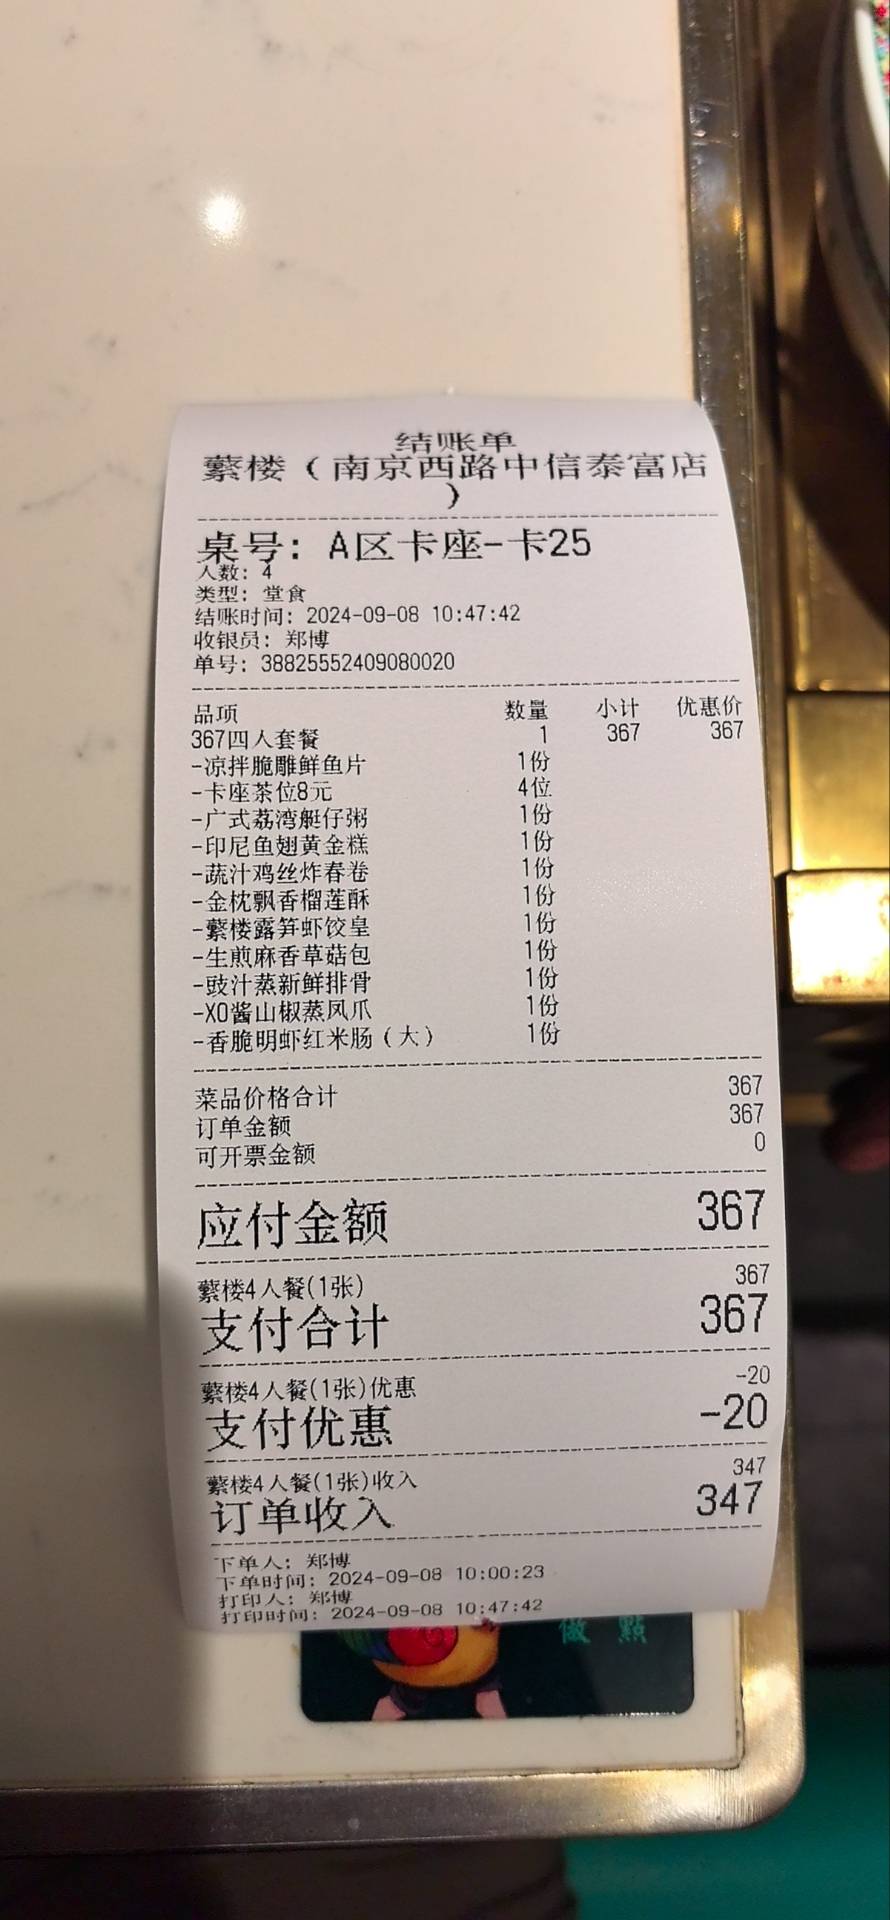 结账单
蘩楼（南京西路中信泰富店
）
桌号：A区卡座-卡25
人数：4
类型：堂食
结账时间：2024-09-08 10:47:42
收银员：郑博
单号：38825552409080020
品项 数量 小计 优惠价
367四人套餐 1 367 367
-凉拌脆雕鲜鱼片 1份
-卡座茶位8元 4位
-广式荔湾艇仔粥 1份
-印尼鱼翅黄金糕 1份
-蔬汁鸡丝炸春卷 1份
-金枕飘香榴莲酥 1份
-蘩楼露笋虾饺皇 1份
-生煎麻香草菇包 1份
-豉汁蒸新鲜排骨 1份
-XO酱山椒蒸凤爪 1份
-香脆明虾红米肠（大） 1份
菜品价格合计 367
订单金额 367
可开票金额 0
应付金额 367
蘩楼4人餐(1张) 367
支付合计 367
蘩楼4人餐(1张)优惠 -20
支付优惠 -20
蘩楼4人餐(1张)收入 347
订单收入 347
下单人：郑博
下单时间：2024-09-08 10:00:23
打印人：郑博
打印时间：2024-09-08 10:47:42
點